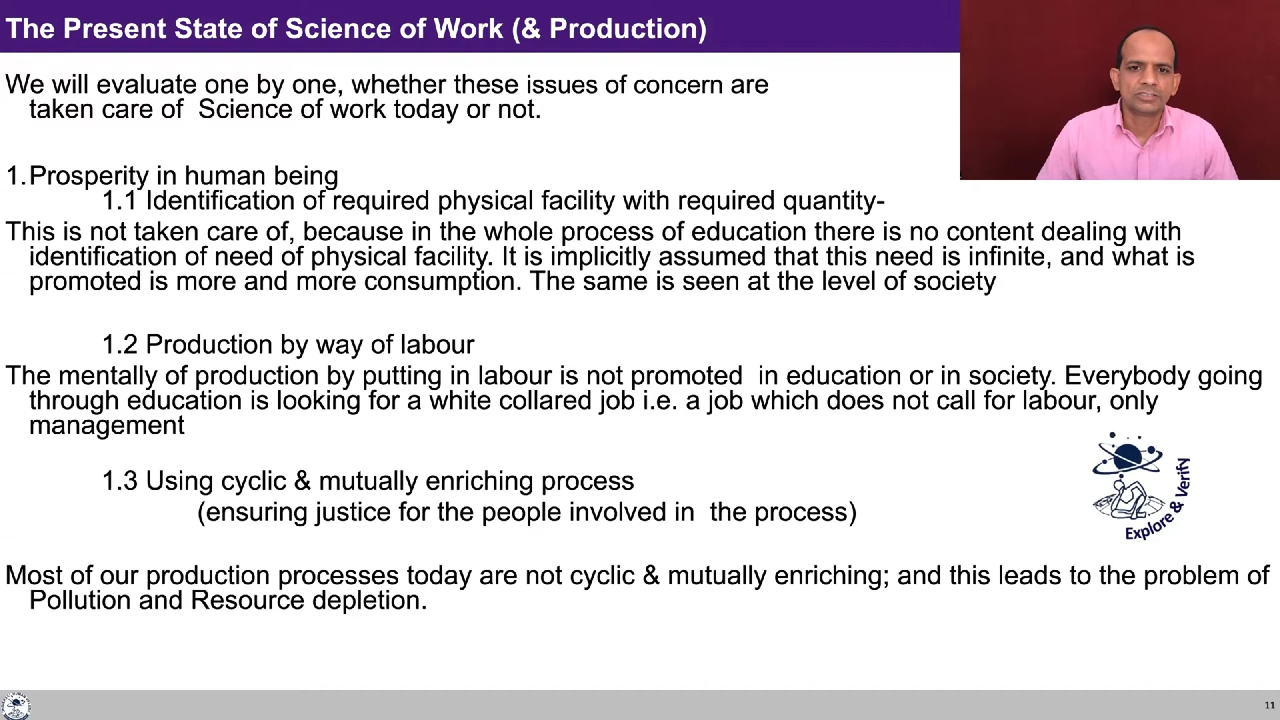 The Present State of Science of Work (& Production)
We will evaluate one by one, whether these issues of concern are
taken care of  Science of work today or not.
1. Prosperity in human being
1.1 Identification of required physical facility with required quantity-
This is not taken care of, because in the whole process of education there is no content dealing with
identification of need of physical facility. It is implicitly assumed that this need is infinite, and what is
promoted is more and more consumption. The same is seen at the level of society
1.2 Production by way of labour
The mentally of production by putting in labour is not promoted  in education or in society. Everybody going
through education is looking for a white collared job i.e. a job which does not call for labour, only
management
1.3 Using cyclic & mutually enriching process
(ensuring justice for the people involved in  the process)
Explore & Verify
Most of our production processes today are not cyclic & mutually enriching; and this leads to the problem of
Pollution and Resource depletion.
11